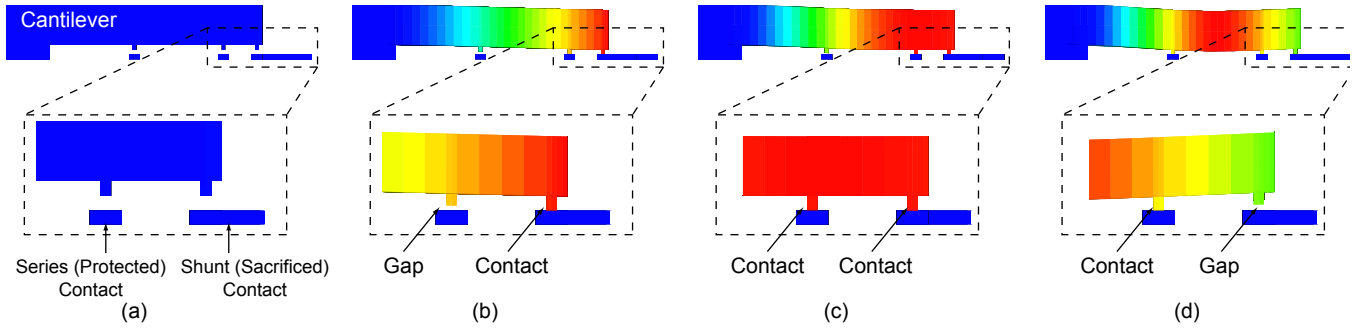 Cantilever
Series (Protected)
Contact
Shunt (Sacrificed)
Contact
(a)
Gap
Contact
(b)
Contact
Contact
(c)
Contact
Gap
(d)